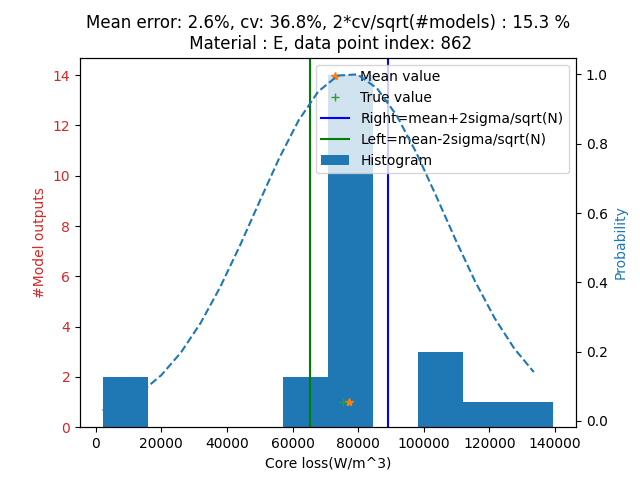 Mean error: 2.6%, cv: 36.8%, 2*cv/sqrt(#models) : 15.3 %
Material : E, data point index: 862
Mean value
True value
Right=mean+2sigma/sqrt(N)
Left=mean-2sigma/sqrt(N)
Histogram
#Model outputs
14
12
10
8
6
4
2
0
1.0
0.8
0.6
0.4
0.2
0.0
Probability
0
20000
40000
60000
80000
100000
120000
140000
Core loss(W/m^3)